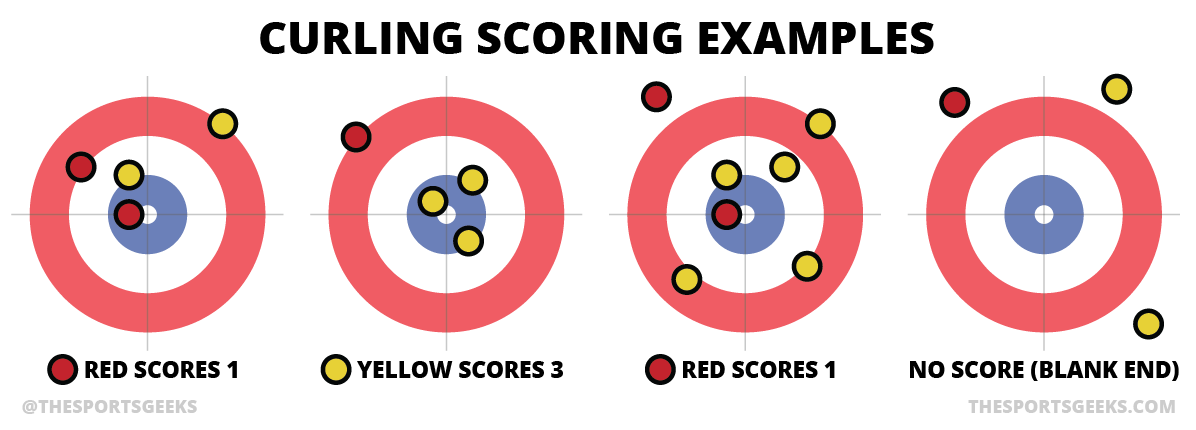 CURLING SCORING EXAMPLES
RED SCORES 1
YELLOW SCORES 3
RED SCORES 1
NO SCORE (BLANK END)
@THESPORTSGEEKS
THESPORTSGEEKS.COM